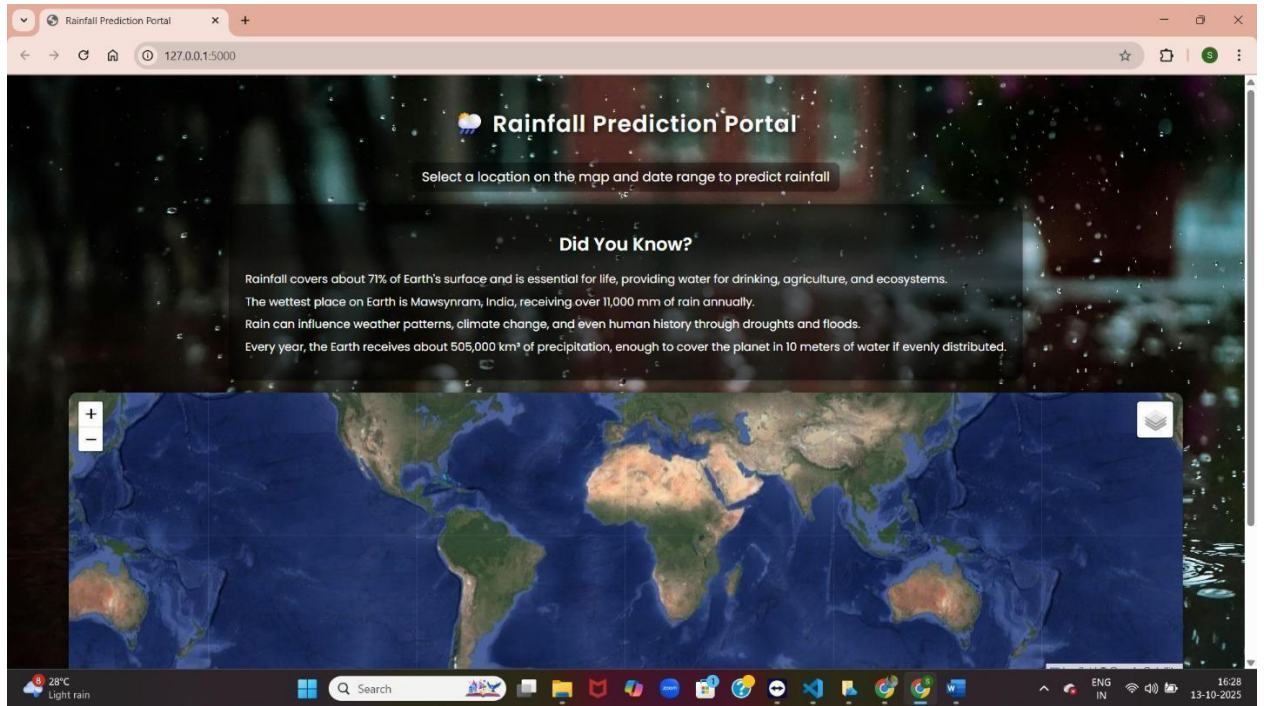 Rainfall Prediction Portal
127.0.0.1:5000
S
Rainfall Prediction Portal
Select a location on the map and date range to predict rainfall
Did You Know?
Rainfall covers about 71% of Earth's surface and is essential for life, providing water for drinking, agriculture, and ecosystems.
The wettest place on Earth is Mawsynram, India, receiving over 11,000 mm of rain annually.
Rain can influence weather patterns, climate change, and even human history through droughts and floods.
Every year, the Earth receives about 505,000 km³ of precipitation, enough to cover the planet in 10 meters of water if evenly distributed.
+
−
8
28°C
Light rain
Search
zoom
ENG
IN
16:28
13-10-2025